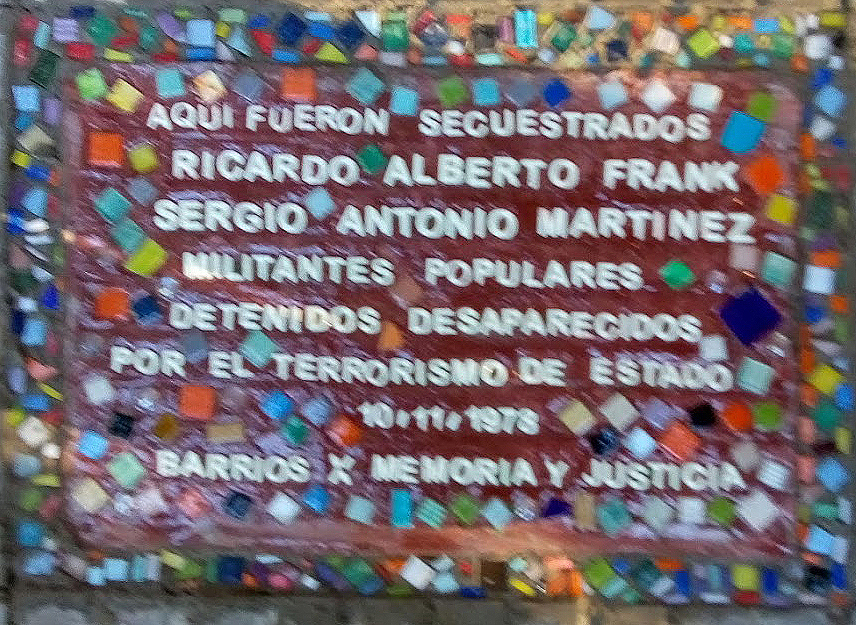 AQUI FUERON SECUESTRADOS
RICARDO ALBERTO FRANK
SERGIO ANTONIO MARTINEZ
MILITANTES POPULARES
DETENIDOS DESAPARECIDOS
POR EL TERRORISMO DE ESTADO
10.11.1978
BARRIOS X MEMORIA Y JUSTICIA